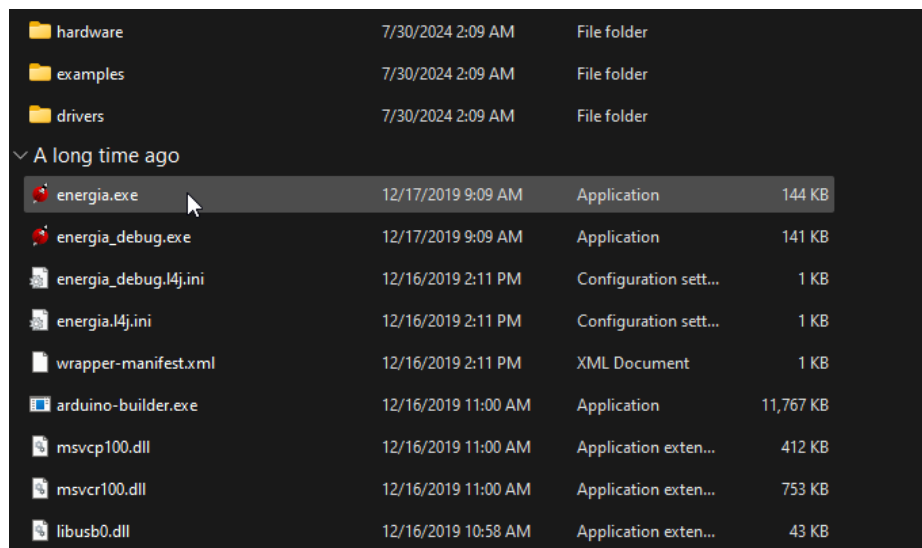 hardware 7/30/2024 2:09 AM File folder
examples 7/30/2024 2:09 AM File folder
drivers 7/30/2024 2:09 AM File folder
A long time ago
energia.exe 12/17/2019 9:09 AM Application 144 KB
energia_debug.exe 12/17/2019 9:09 AM Application 141 KB
energia_debug.l4j.ini 12/16/2019 2:11 PM Configuration sett... 1 KB
energia.l4j.ini 12/16/2019 2:11 PM Configuration sett... 1 KB
wrapper-manifest.xml 12/16/2019 2:11 PM XML Document 1 KB
arduino-builder.exe 12/16/2019 11:00 AM Application 11,767 KB
msvcp100.dll 12/16/2019 11:00 AM Application exten... 412 KB
msvcr100.dll 12/16/2019 11:00 AM Application exten... 753 KB
libusb0.dll 12/16/2019 10:58 AM Application exten... 43 KB